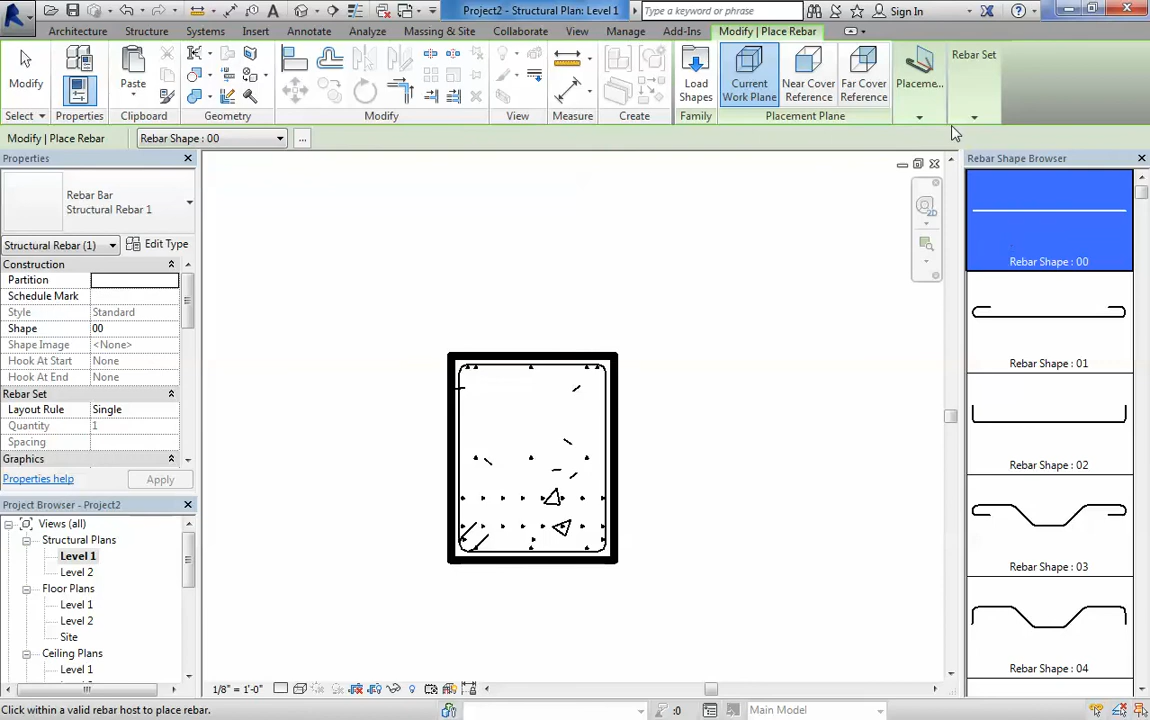 Project2 - Structural Plan: Level 1
Type a keyword or phrase
Sign In
Architecture Structure Systems Insert Annotate Analyze Massing & Site Collaborate View Manage Add-Ins Modify | Place Rebar
Modify
Paste
Load Shapes
Current Work Plane
Near Cover Reference
Far Cover Reference
Placeme...
Rebar Set
Select Properties Clipboard Geometry Modify View Measure Create Family Placement Plane
Modify | Place Rebar
Rebar Shape : 00
...
Properties
Rebar Bar
Structural Rebar 1
Structural Rebar (1)
Edit Type
Construction
Partition
Schedule Mark
Style Standard
Shape 00
Shape Image <None>
Hook At Start None
Hook At End None
Rebar Set
Layout Rule Single
Quantity 1
Spacing
Graphics
Properties help
Apply
Project Browser - Project2
Views (all)
Structural Plans
Level 1
Level 2
Floor Plans
Level 1
Level 2
Site
Ceiling Plans
Level 1
2D
Rebar Shape Browser
Rebar Shape : 00
Rebar Shape : 01
Rebar Shape : 02
Rebar Shape : 03
Rebar Shape : 04
1/8" = 1'-0"
Click within a valid rebar host to place rebar.
:0
Main Model